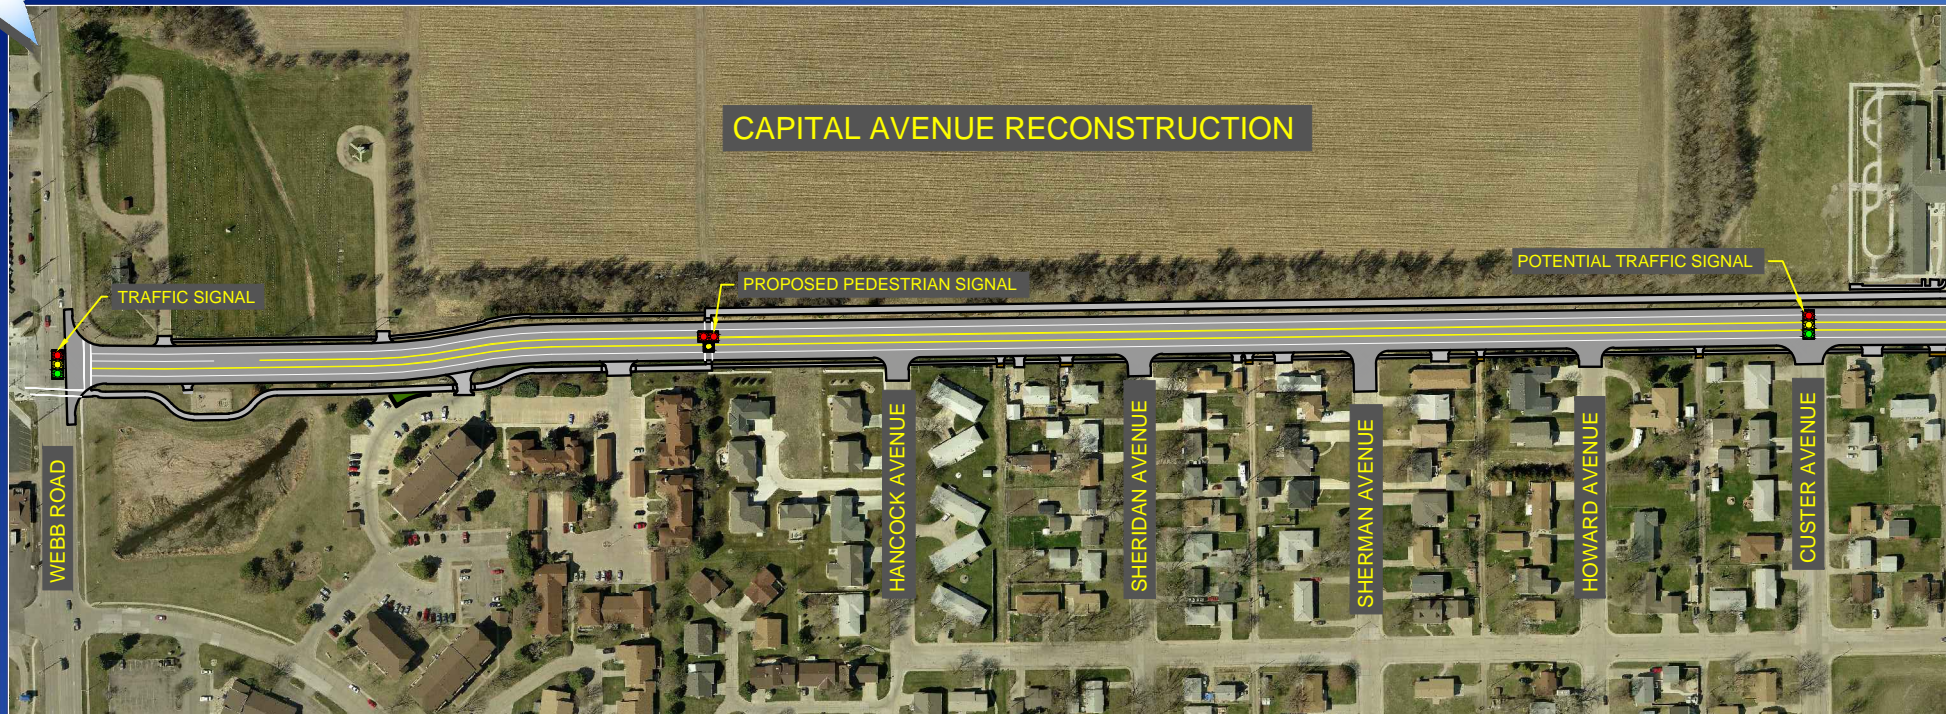 CAPITAL AVENUE RECONSTRUCTION
POTENTIAL TRAFFIC SIGNAL
PROPOSED PEDESTRIAN SIGNAL
TRAFFIC SIGNAL
WEBB ROAD
HANCOCK AVENUE
SHERIDAN AVENUE
SHERMAN AVENUE
HOWARD AVENUE
CUSTER AVENUE